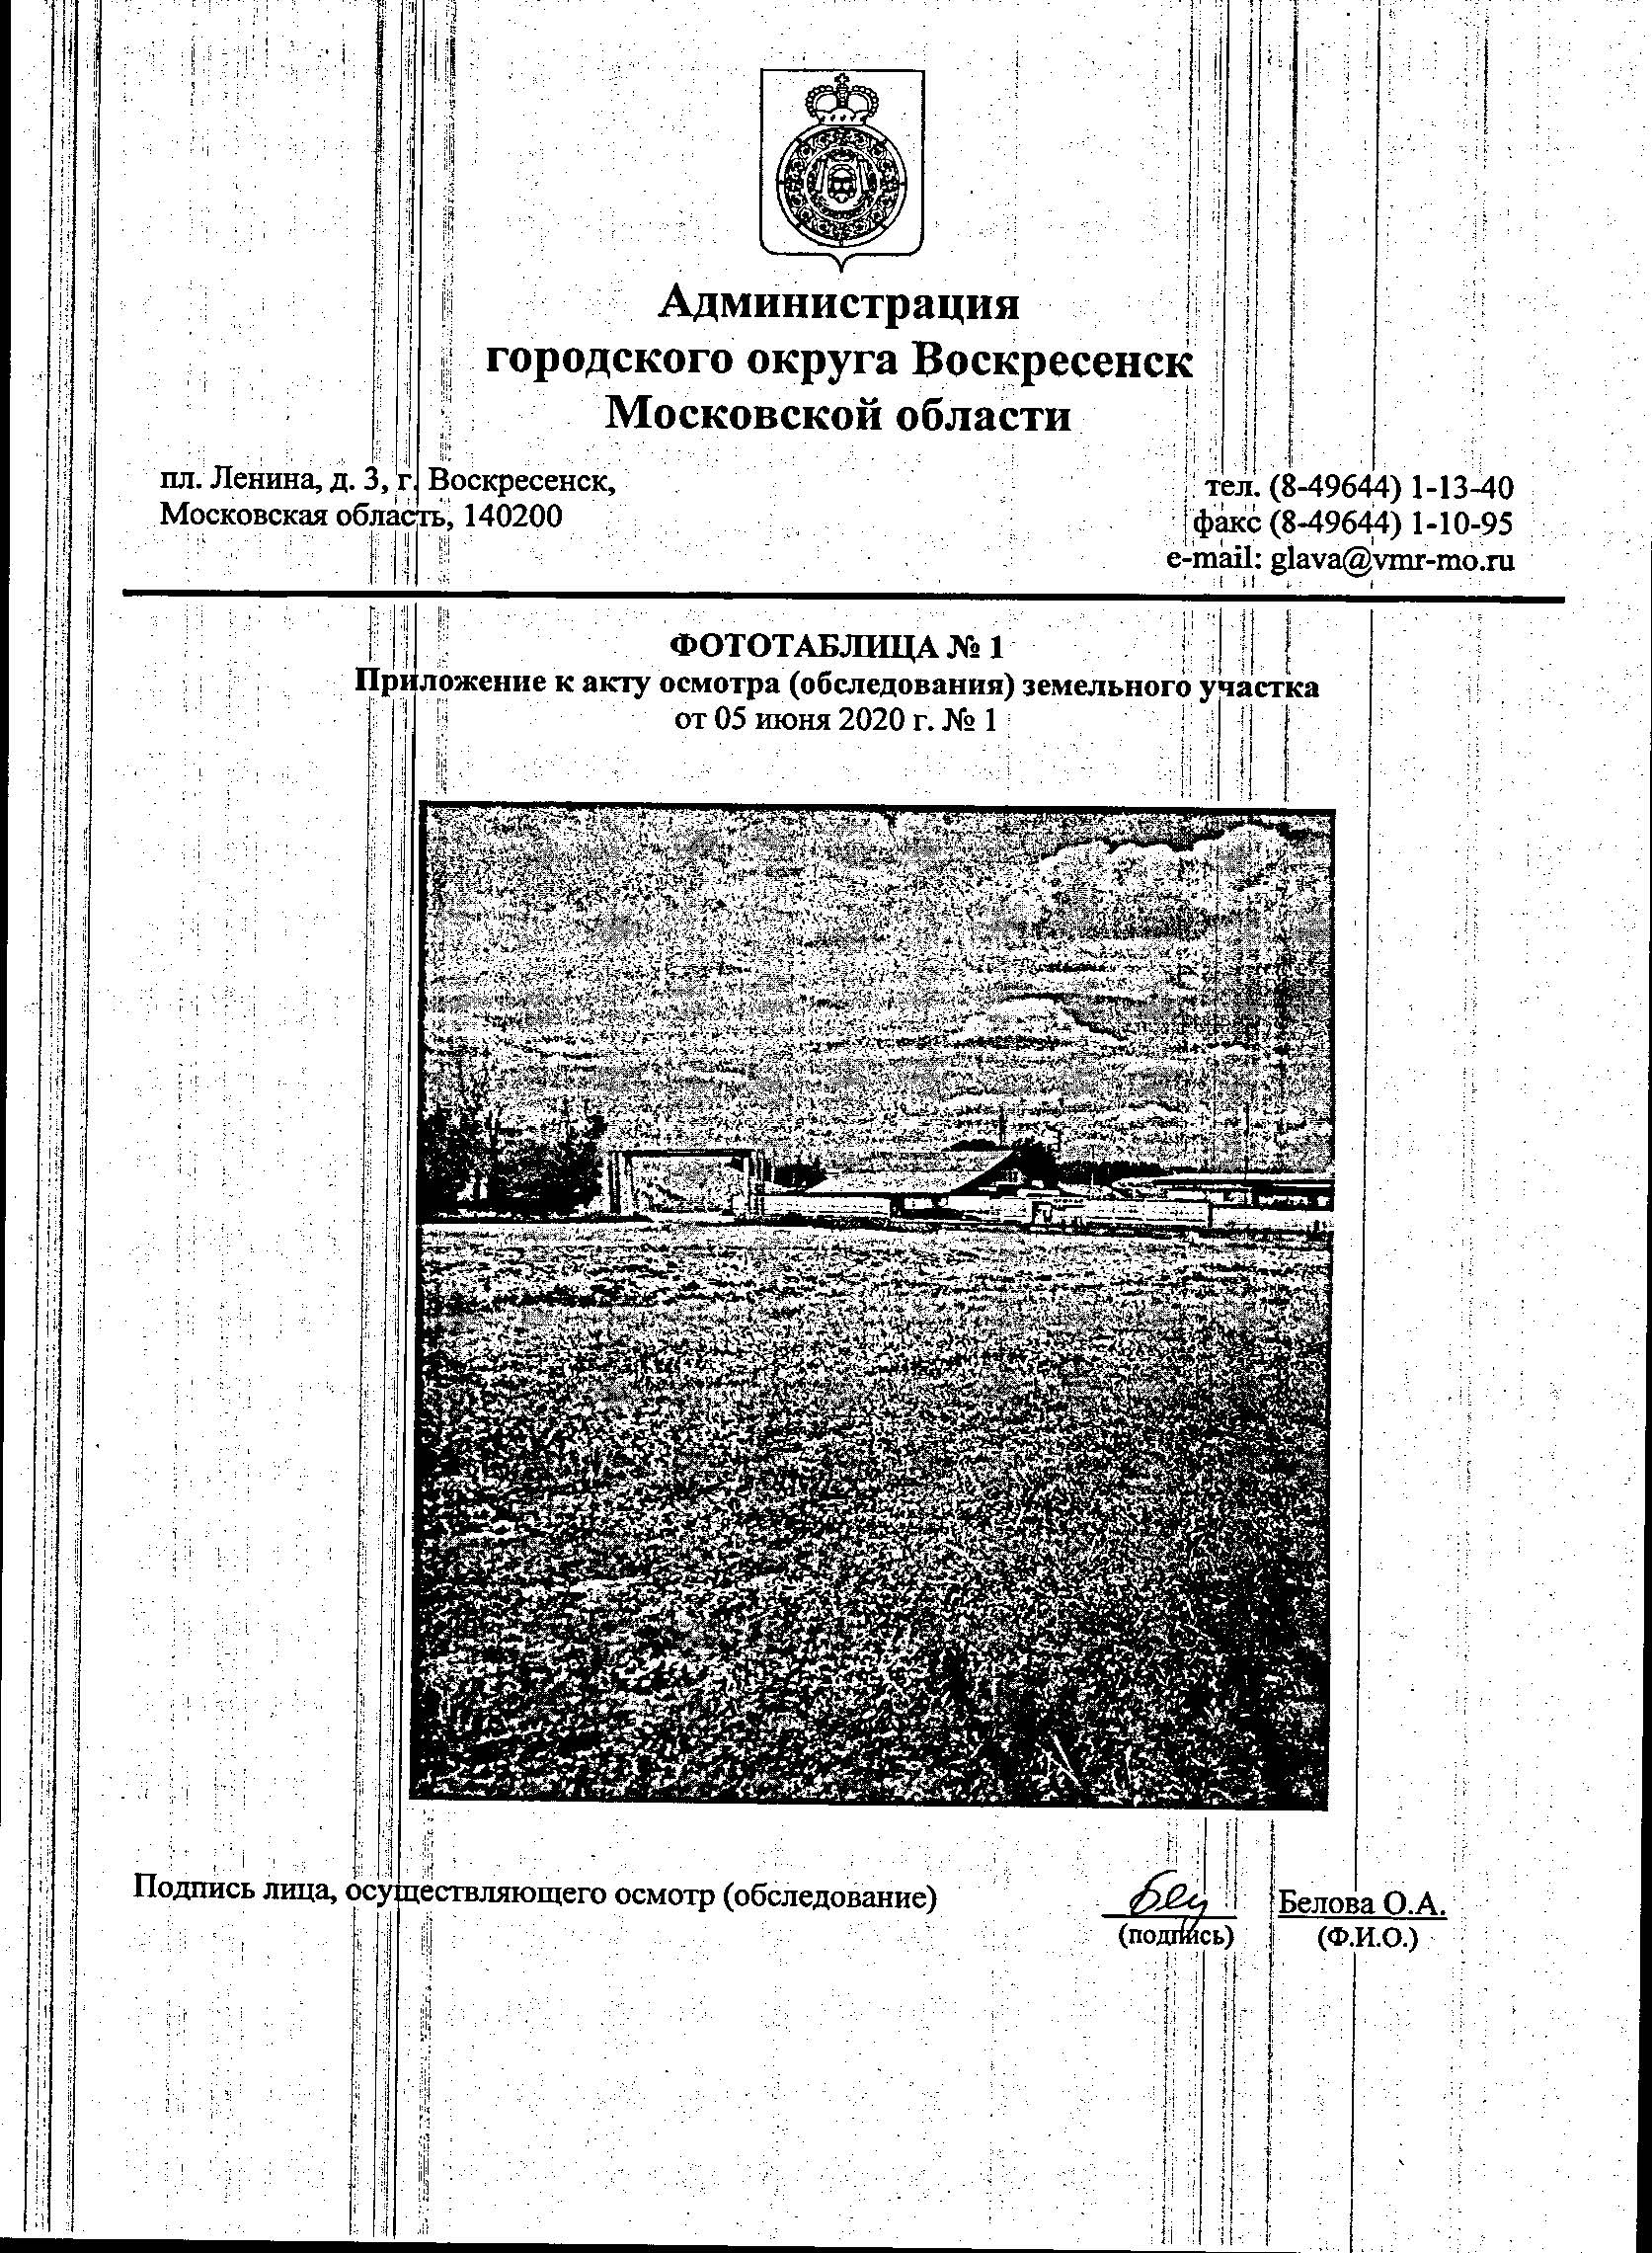 Администрация
городского округа Воскресенск
Московской области
пл. Ленина, д. 3, г. Воскресенск,
Московская область, 140200
тел. (8-49644) 1-13-40
факс (8-49644) 1-10-95
e-mail: glava@vmr-mo.ru
ФОТОТАБЛИЦА № 1
Приложение к акту осмотра (обследования) земельного участка
от 05 июня 2020 г. № 1
Подпись лица, осуществляющего осмотр (обследование)
Белова О.А.
(подпись)
(Ф.И.О.)